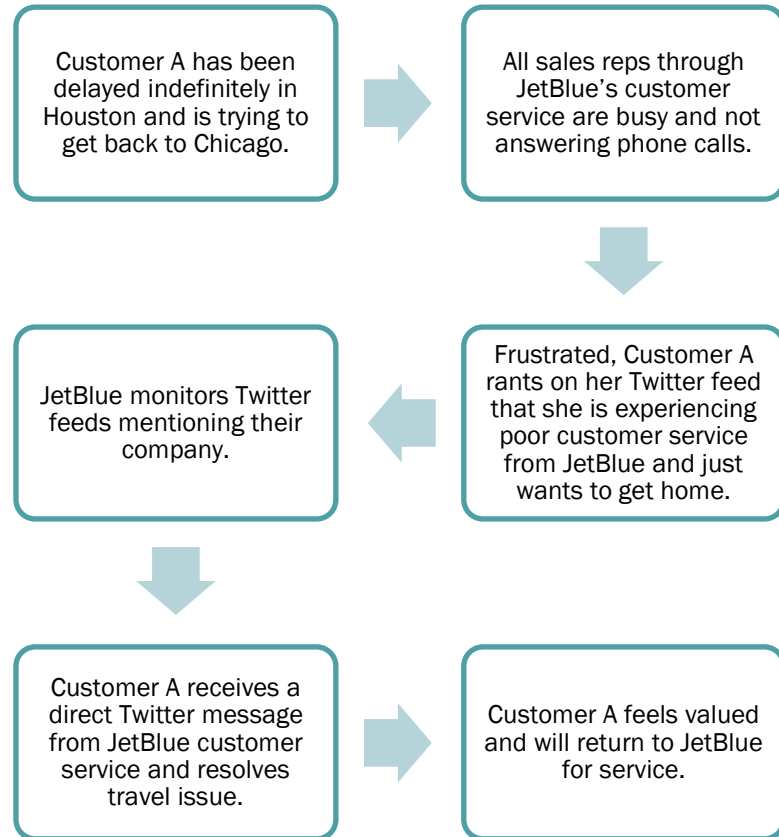 Customer A has been
delayed indefinitely in
Houston and is trying to
get back to Chicago.
All sales reps through
JetBlue’s customer
service are busy and not
answering phone calls.
Frustrated, Customer A
rants on her Twitter feed
that she is experiencing
poor customer service
from JetBlue and just
wants to get home.
JetBlue monitors Twitter
feeds mentioning their
company.
Customer A receives a
direct Twitter message
from JetBlue customer
service and resolves
travel issue.
Customer A feels valued
and will return to JetBlue
for service.